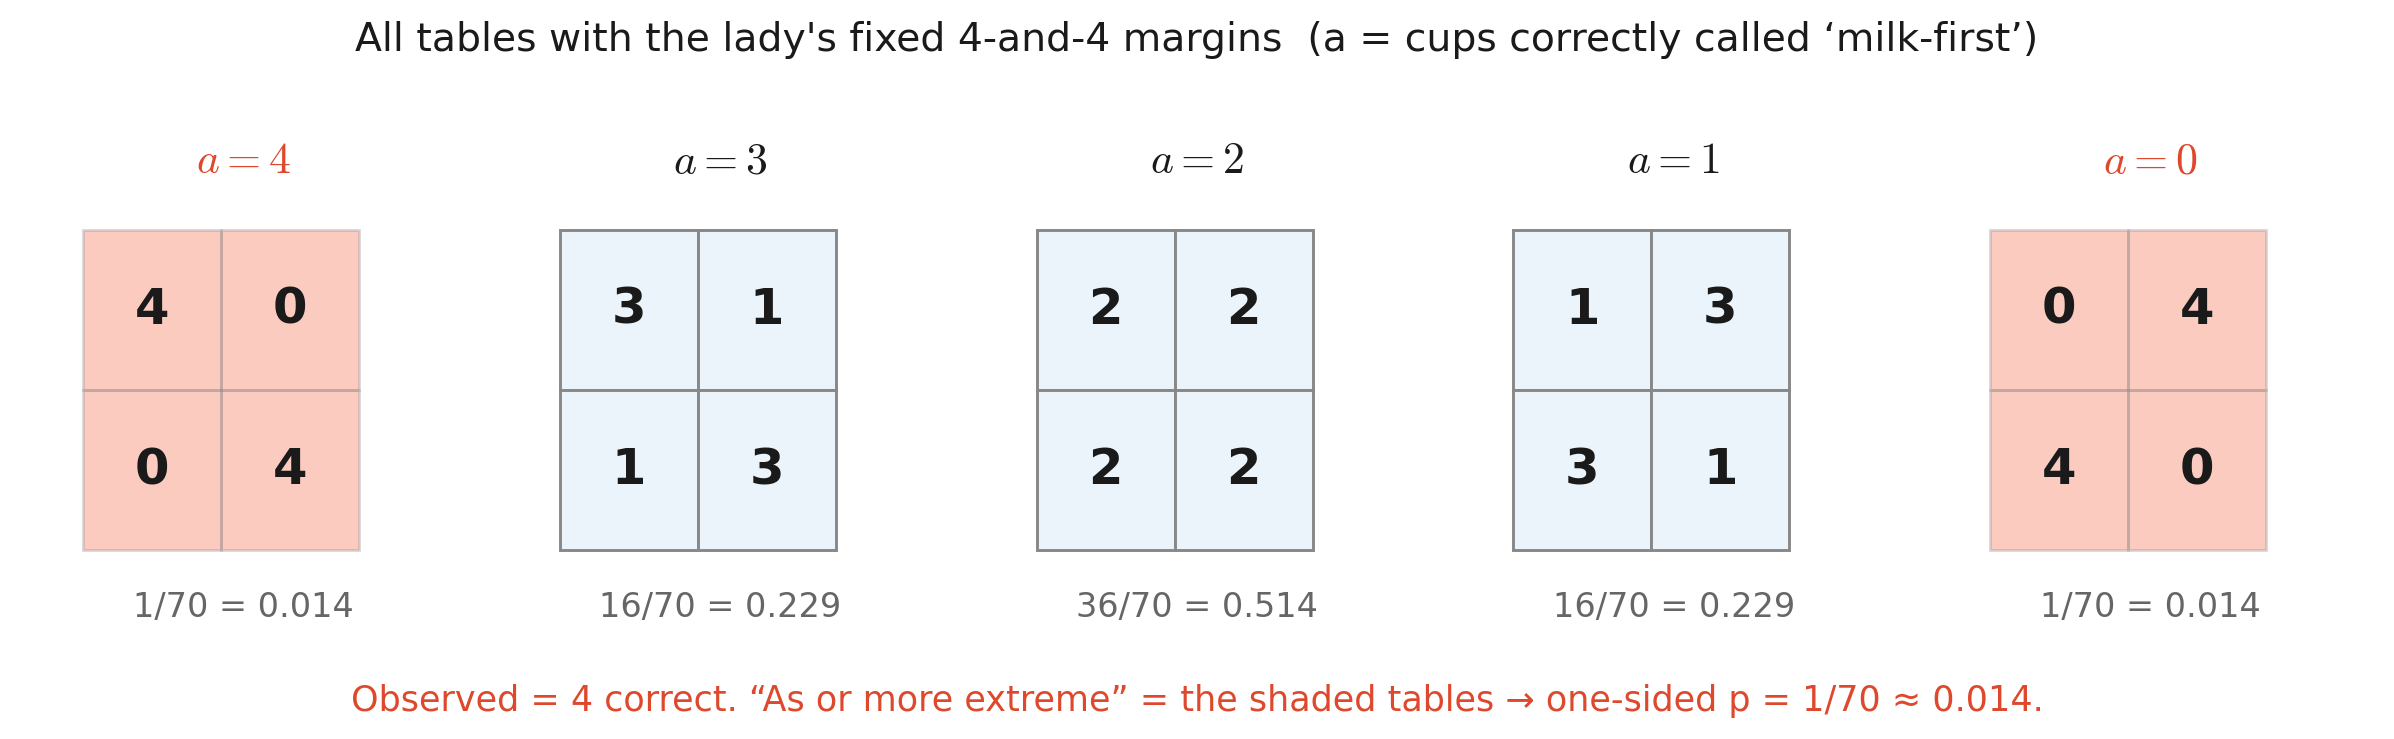 All tables with the lady's fixed 4-and-4 margins  (a = cups correctly called ‘milk-first’)
a = 4 a = 3 a = 2 a = 1 a = 0
4 0 3 1 2 2 1 3 0 4
0 4 1 3 2 2 3 1 4 0
1/70 = 0.014 16/70 = 0.229 36/70 = 0.514 16/70 = 0.229 1/70 = 0.014
Observed = 4 correct. “As or more extreme” = the shaded tables → one-sided p = 1/70 ≈ 0.014.